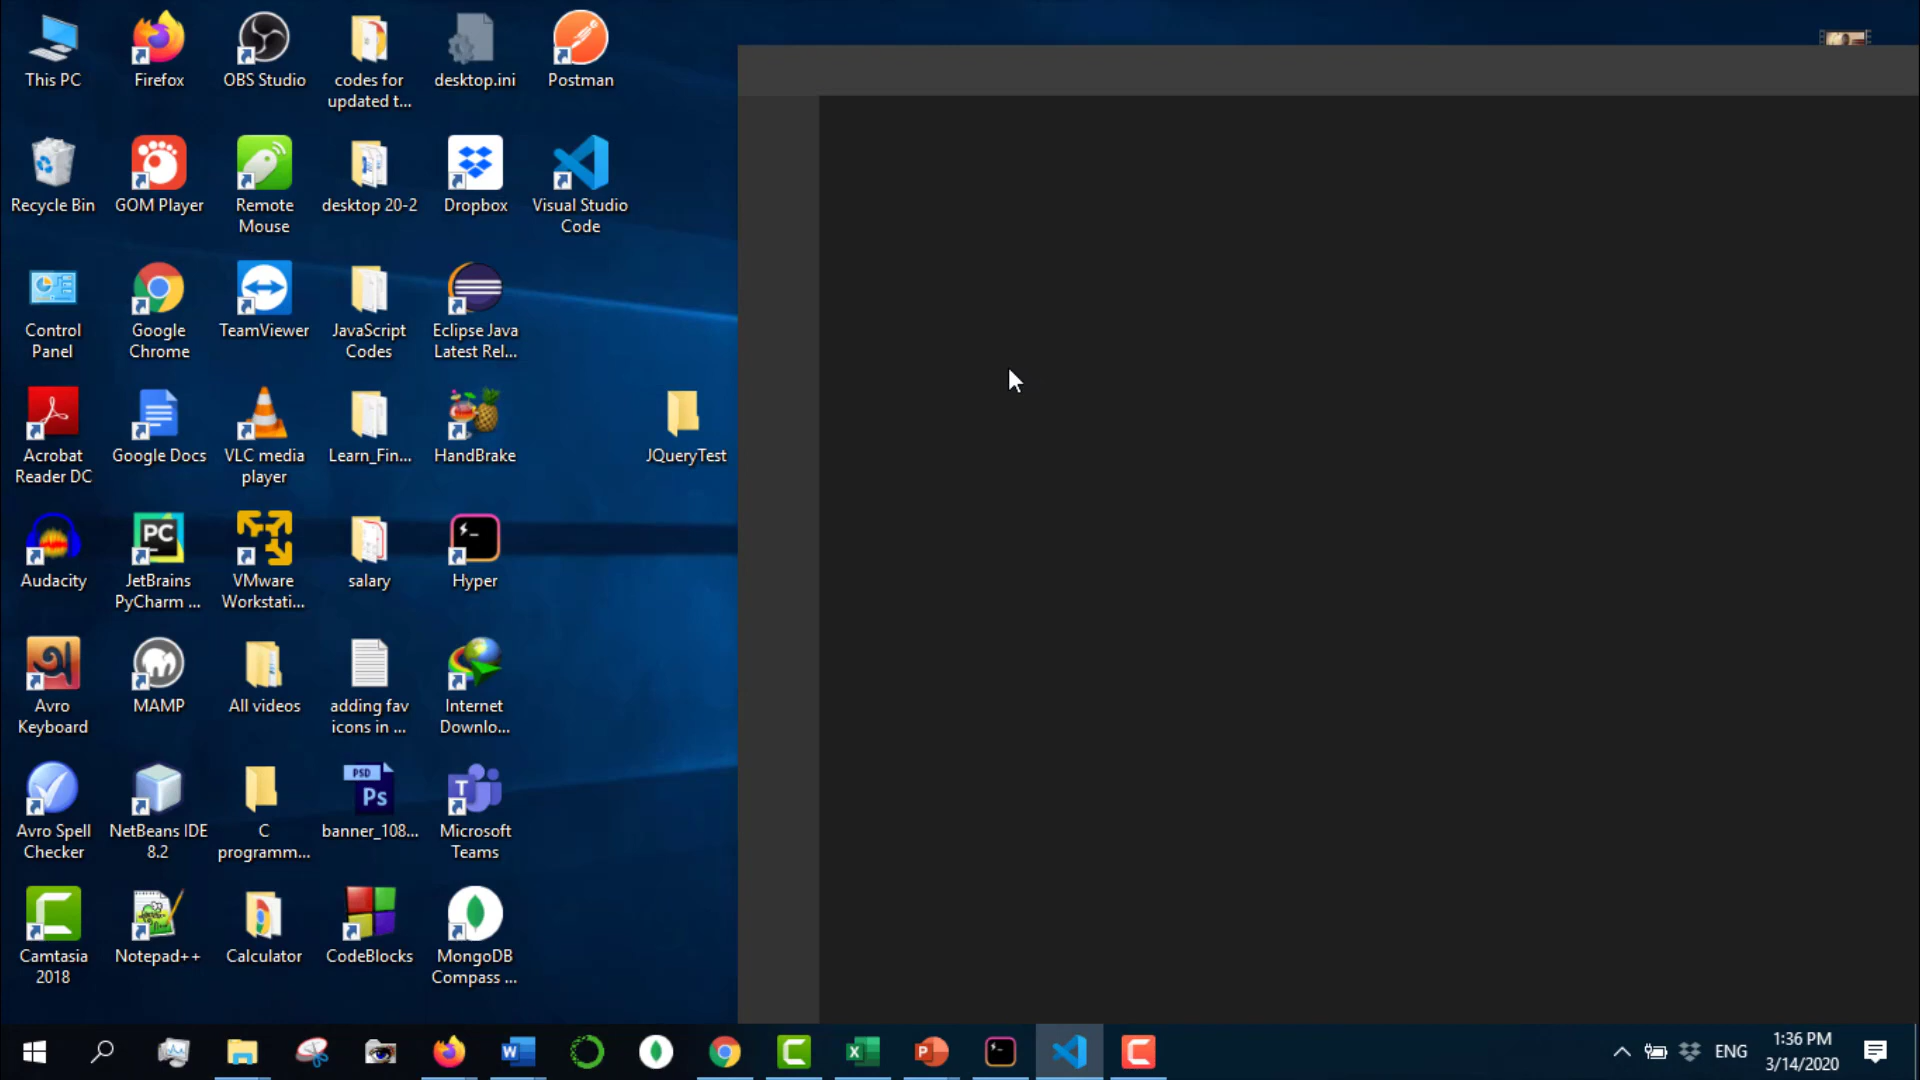 This PC
Firefox
OBS Studio
codes for
updated t...
desktop.ini
Postman
Recycle Bin
GOM Player
Remote
Mouse
desktop 20-2
Dropbox
Visual Studio
Code
Control
Panel
Google
Chrome
TeamViewer
JavaScript
Codes
Eclipse Java
Latest Rel...
Acrobat
Reader DC
Google Docs
VLC media
player
Learn_Fin...
HandBrake
JQueryTest
Audacity
PC
JetBrains
PyCharm ...
VMware
Workstati...
salary
Hyper
Avro
Keyboard
MAMP
All videos
adding fav
icons in ...
Internet
Downlo...
Avro Spell
Checker
NetBeans IDE
8.2
C
programm...
PSD
Ps
banner_108...
T
Microsoft
Teams
Camtasia
2018
Notepad++
Calculator
CodeBlocks
MongoDB
Compass ...
ENG
1:36 PM
3/14/2020